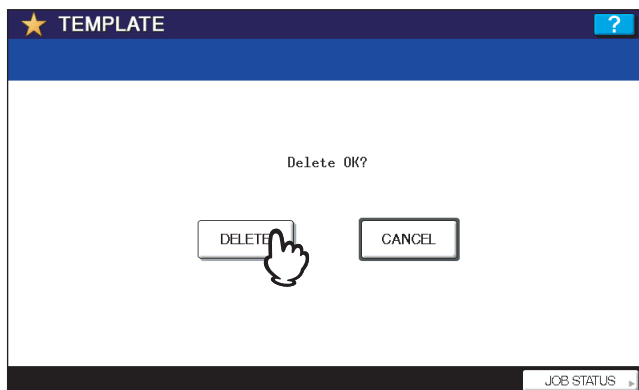 TEMPLATE
?
Delete OK?
DELETE
CANCEL
JOB STATUS